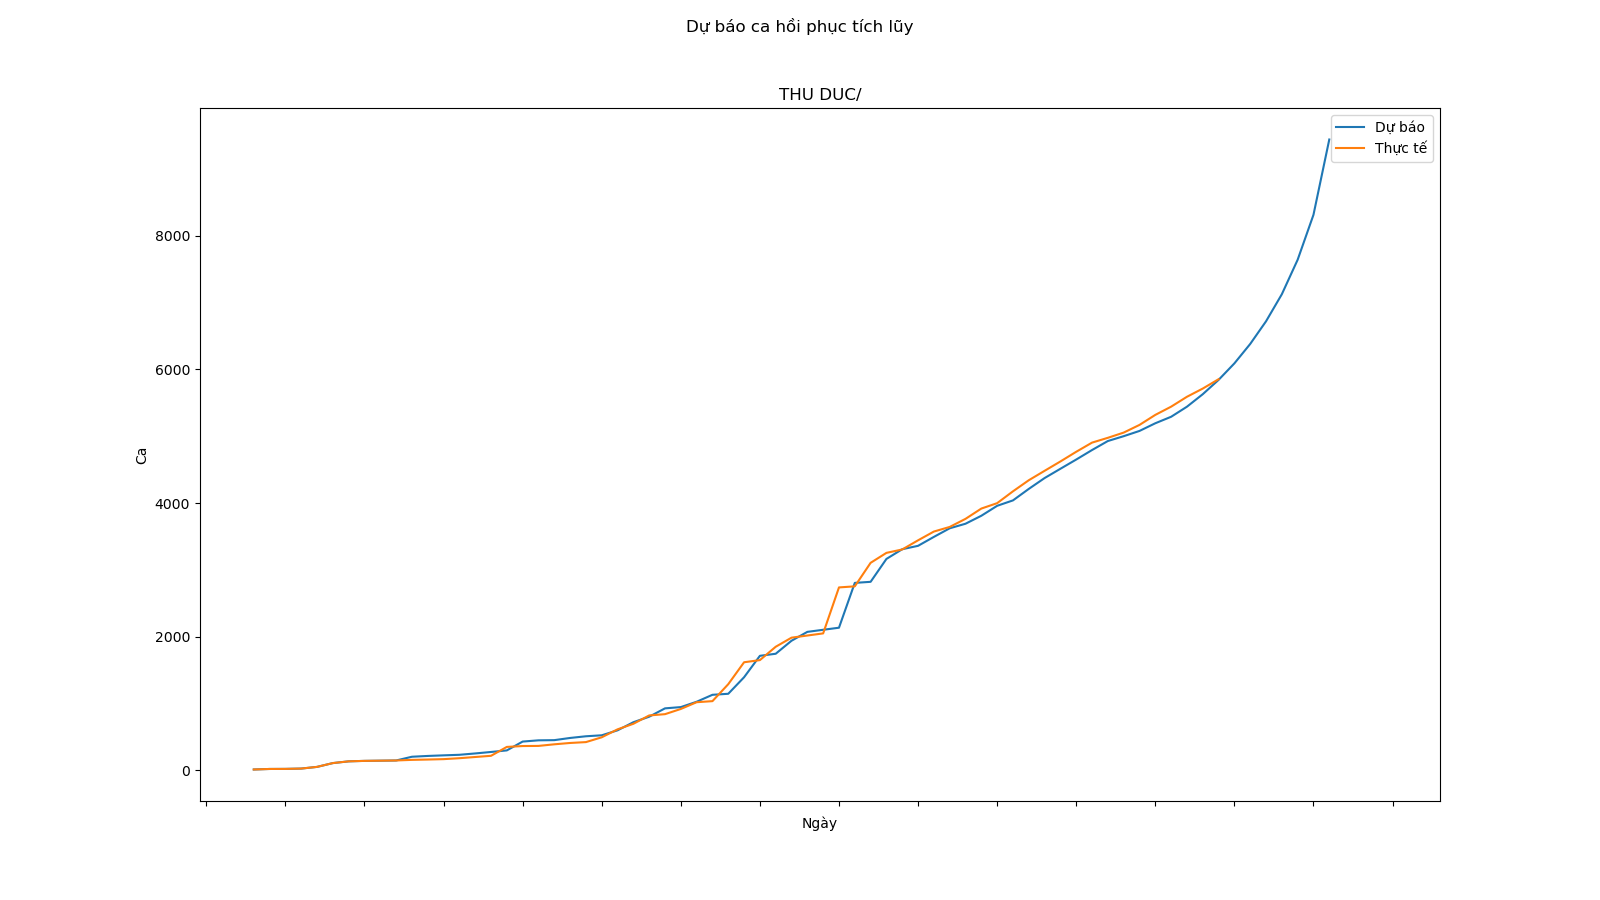 Dự báo ca hồi phục tích lũy
THU DUC/
Dự báo
Thực tế
8000
6000
4000
2000
0
Ca
Ngày